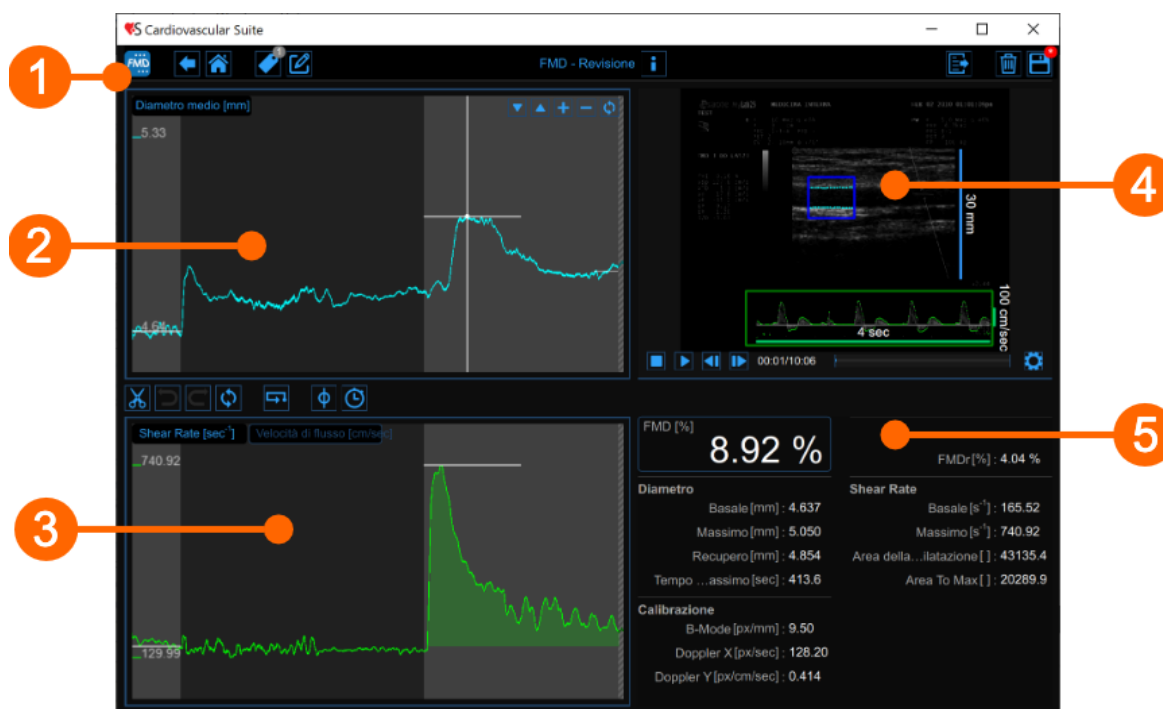 Cardiovascular Suite
1
FMD
1
FMD - Revisione
i
Diametro medio [mm]
5.33
4.64
2
MEDICINA
30 mm
4
100 cm/sec
4 sec
00:01/10:06
Shear Rate [sec⁻¹]
Velocità di flusso [cm/sec]
740.92
129.99
3
FMD [%]
8.92 %
FMDr [%] : 4.04 %
5
Diametro
Basale [mm] : 4.637
Massimo [mm] : 5.050
Recupero [mm] : 4.854
Tempo ...assimo [sec] : 413.6
Shear Rate
Basale [s⁻¹] : 165.52
Massimo [s⁻¹] : 740.92
Area della...ilatazione [ ] : 43135.4
Area To Max [ ] : 20289.9
Calibrazione
B-Mode [px/mm] : 9.50
Doppler X [px/sec] : 128.20
Doppler Y [px/cm/sec] : 0.414